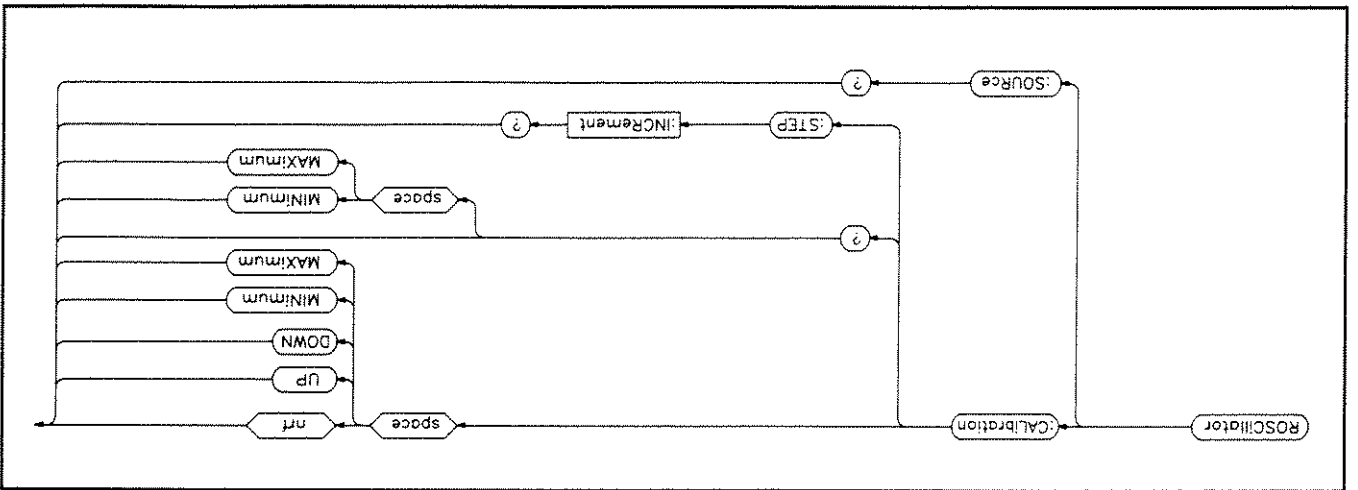 ROSCillator :CALibration space nrf
UP
DOWN
MINimum
MAXimum
?
space MINimum
MAXimum
:STEP :INCRement ?
:SOURce ?